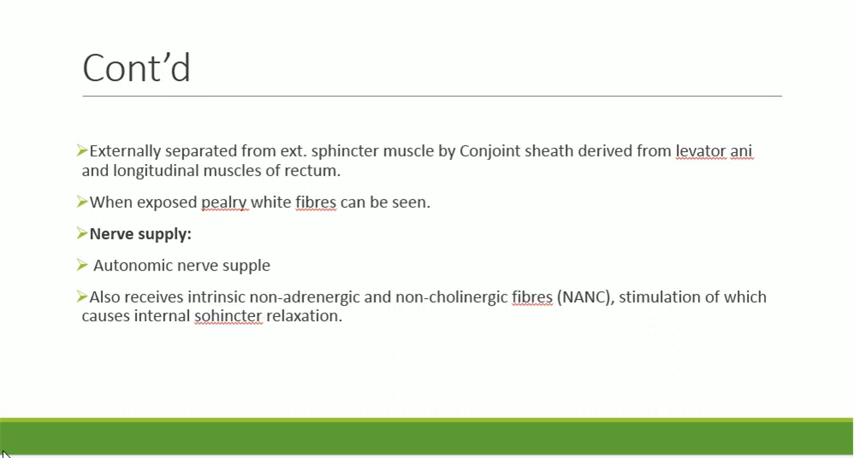 Cont’d
➢Externally separated from ext. sphincter muscle by Conjoint sheath derived from levator ani
and longitudinal muscles of rectum.
➢When exposed pealry white fibres can be seen.
➢Nerve supply:
➢ Autonomic nerve supple
➢Also receives intrinsic non-adrenergic and non-cholinergic fibres (NANC), stimulation of which
causes internal sohincter relaxation.